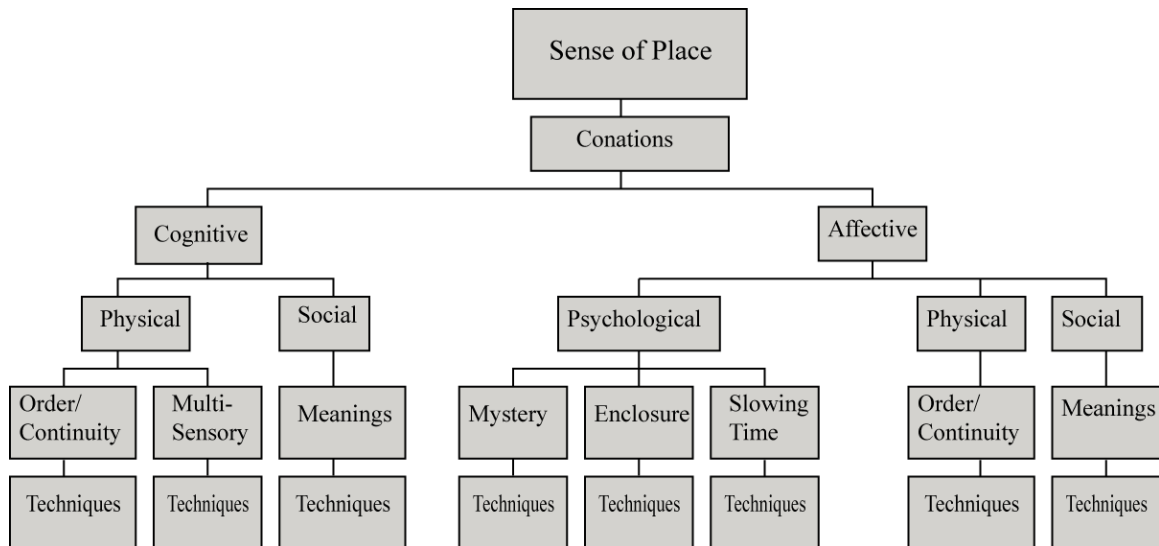 Sense of Place
Conations
Cognitive
Affective
Physical
Social
Psychological
Physical
Social
Order/
Continuity
Multi-
Sensory
Meanings
Mystery
Enclosure
Slowing
Time
Order/
Continuity
Meanings
Techniques
Techniques
Techniques
Techniques
Techniques
Techniques
Techniques
Techniques